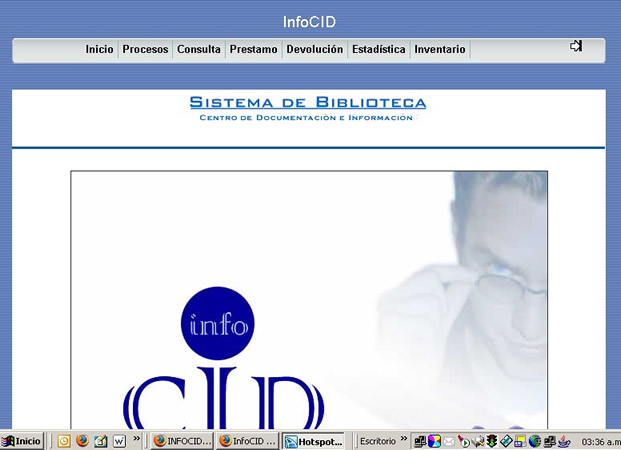 InfoCID
Inicio Procesos Consulta Prestamo Devolución Estadística Inventario
Sistema de Biblioteca
Centro de Documentación e Información
info
CID
Inicio » INFOCID... InfoCID ... Hotspot... Escritorio » 03:36 a.m